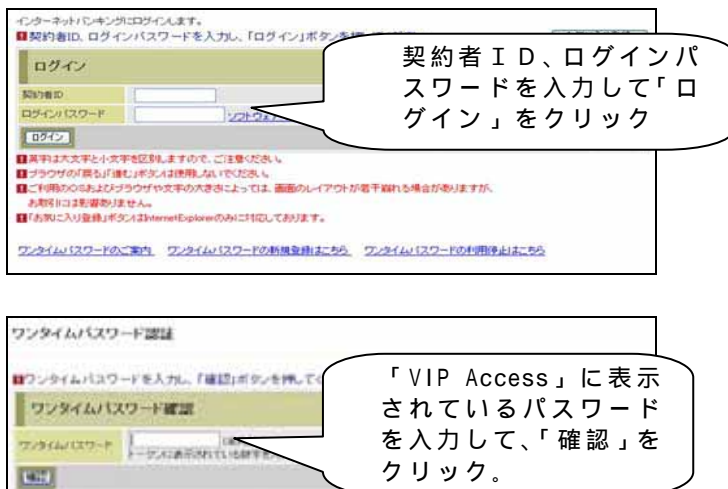 インターネットバンキングにログインします。
契約者ID、ログインパスワードを入力し、「ログイン」ボタンを押
契約者ＩＤ、ログインパ
スワードを入力して「ロ
グイン」をクリック
ログイン
契約者ID
ログインパスワード
ソフトウェア
ログイン
英字は大文字と小文字を区別しますので、ご注意ください。
ブラウザの「戻る」「進む」ボタンは使用しないでください。
ご利用のOSおよびブラウザや文字の大きさによっては、画面のレイアウトが若干崩れる場合がありますが、
お取引には影響ありません。
「お気に入り登録」ボタンはInternetExplorerのみに対応しております。
ワンタイムパスワードのご案内 ワンタイムパスワードの新規登録はこちら ワンタイムパスワードの利用停止はこちら
ワンタイムパスワード認証
ワンタイムパスワードを入力し、「確認」ボタンを押してく
「VIP Access」に表示
されているパスワード
を入力して、「確認」を
クリック。
ワンタイムパスワード確認
ワンタイムパスワード
トークンに表示されている数字を
確認